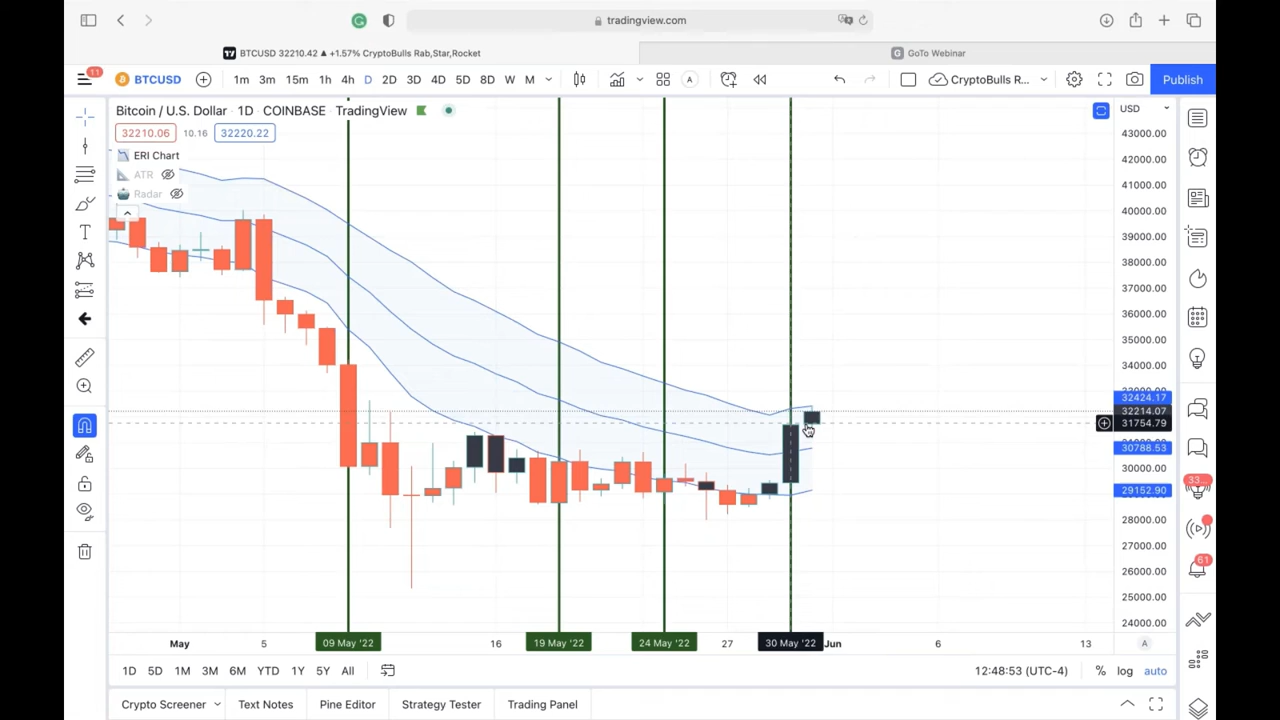 tradingview.com
BTCUSD 32210.42 ▲ +1.57% CryptoBulls Rab,Star,Rocket
G GoTo Webinar
11
BTCUSD 1m 3m 15m 1h 4h D 2D 3D 4D 5D 8D W M A CryptoBulls R... Publish
Bitcoin / U.S. Dollar · 1D · COINBASE · TradingView
32210.06 10.16 32220.22
ERI Chart
ATR
Radar
T
USD
43000.00
42000.00
41000.00
40000.00
39000.00
38000.00
37000.00
36000.00
35000.00
34000.00
32424.17
32214.07
31754.79
30788.53
30000.00
29152.90
28000.00
27000.00
26000.00
25000.00
24000.00
33...
61
May 5 09 May '22 16 19 May '22 24 May '22 27 30 May '22 Jun 6 13 A
1D 5D 1M 3M 6M YTD 1Y 5Y All 12:48:53 (UTC-4) % log auto
Crypto Screener Text Notes Pine Editor Strategy Tester Trading Panel